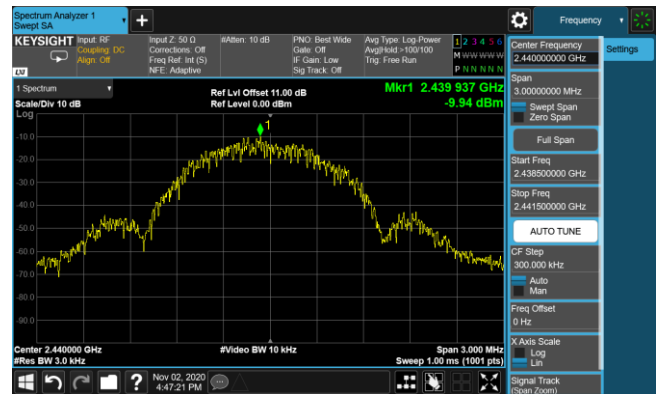 Spectrum Analyzer 1
Swept SA
+
Frequency
KEYSIGHT
Input: RF
Coupling: DC
Align: Off
Input Z: 50 Ω
Corrections: Off
Freq Ref: Int (S)
NFE: Adaptive
#Atten: 10 dB
PNO: Best Wide
Gate: Off
IF Gain: Low
Sig Track: Off
Avg Type: Log-Power
Avg|Hold:>100/100
Trig: Free Run
1 2 3 4 5 6
M W W W W W
P N N N N N
LXI
1 Spectrum
Scale/Div 10 dB
Log
Ref Lvl Offset 11.00 dB
Ref Level 0.00 dBm
Mkr1 2.439 937 GHz
-9.94 dBm
1
-10.0
-20.0
-30.0
-40.0
-50.0
-60.0
-70.0
-80.0
-90.0
Center 2.440000 GHz
#Res BW 3.0 kHz
#Video BW 10 kHz
Span 3.000 MHz
Sweep 1.00 ms (1001 pts)
?
Nov 02, 2020
4:47:21 PM
Center Frequency
2.440000000 GHz
Span
3.00000000 MHz
Swept Span
Zero Span
Full Span
Start Freq
2.438500000 GHz
Stop Freq
2.441500000 GHz
AUTO TUNE
CF Step
300.000 kHz
Auto
Man
Freq Offset
0 Hz
X Axis Scale
Log
Lin
Signal Track
(Span Zoom)
Settings